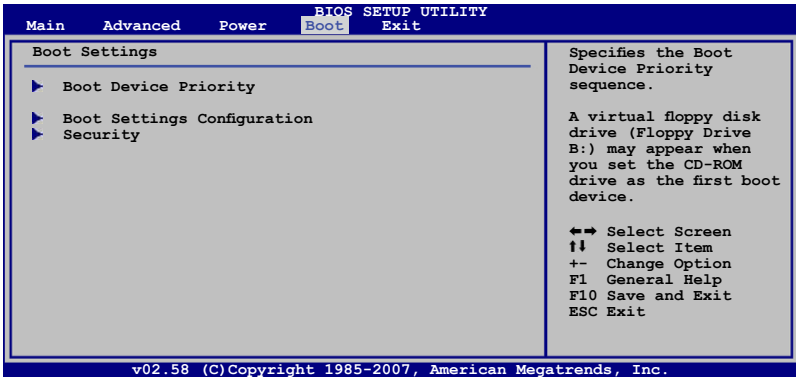 BIOS SETUP UTILITY
Main Advanced Power Boot Exit
Boot Settings
Boot Device Priority
Boot Settings Configuration
Security
Specifies the Boot
Device Priority
sequence.
A virtual floppy disk
drive (Floppy Drive
B:) may appear when
you set the CD-ROM
drive as the first boot
device.
←→ Select Screen
↑↓ Select Item
+- Change Option
F1 General Help
F10 Save and Exit
ESC Exit
v02.58 (C)Copyright 1985-2007, American Megatrends, Inc.